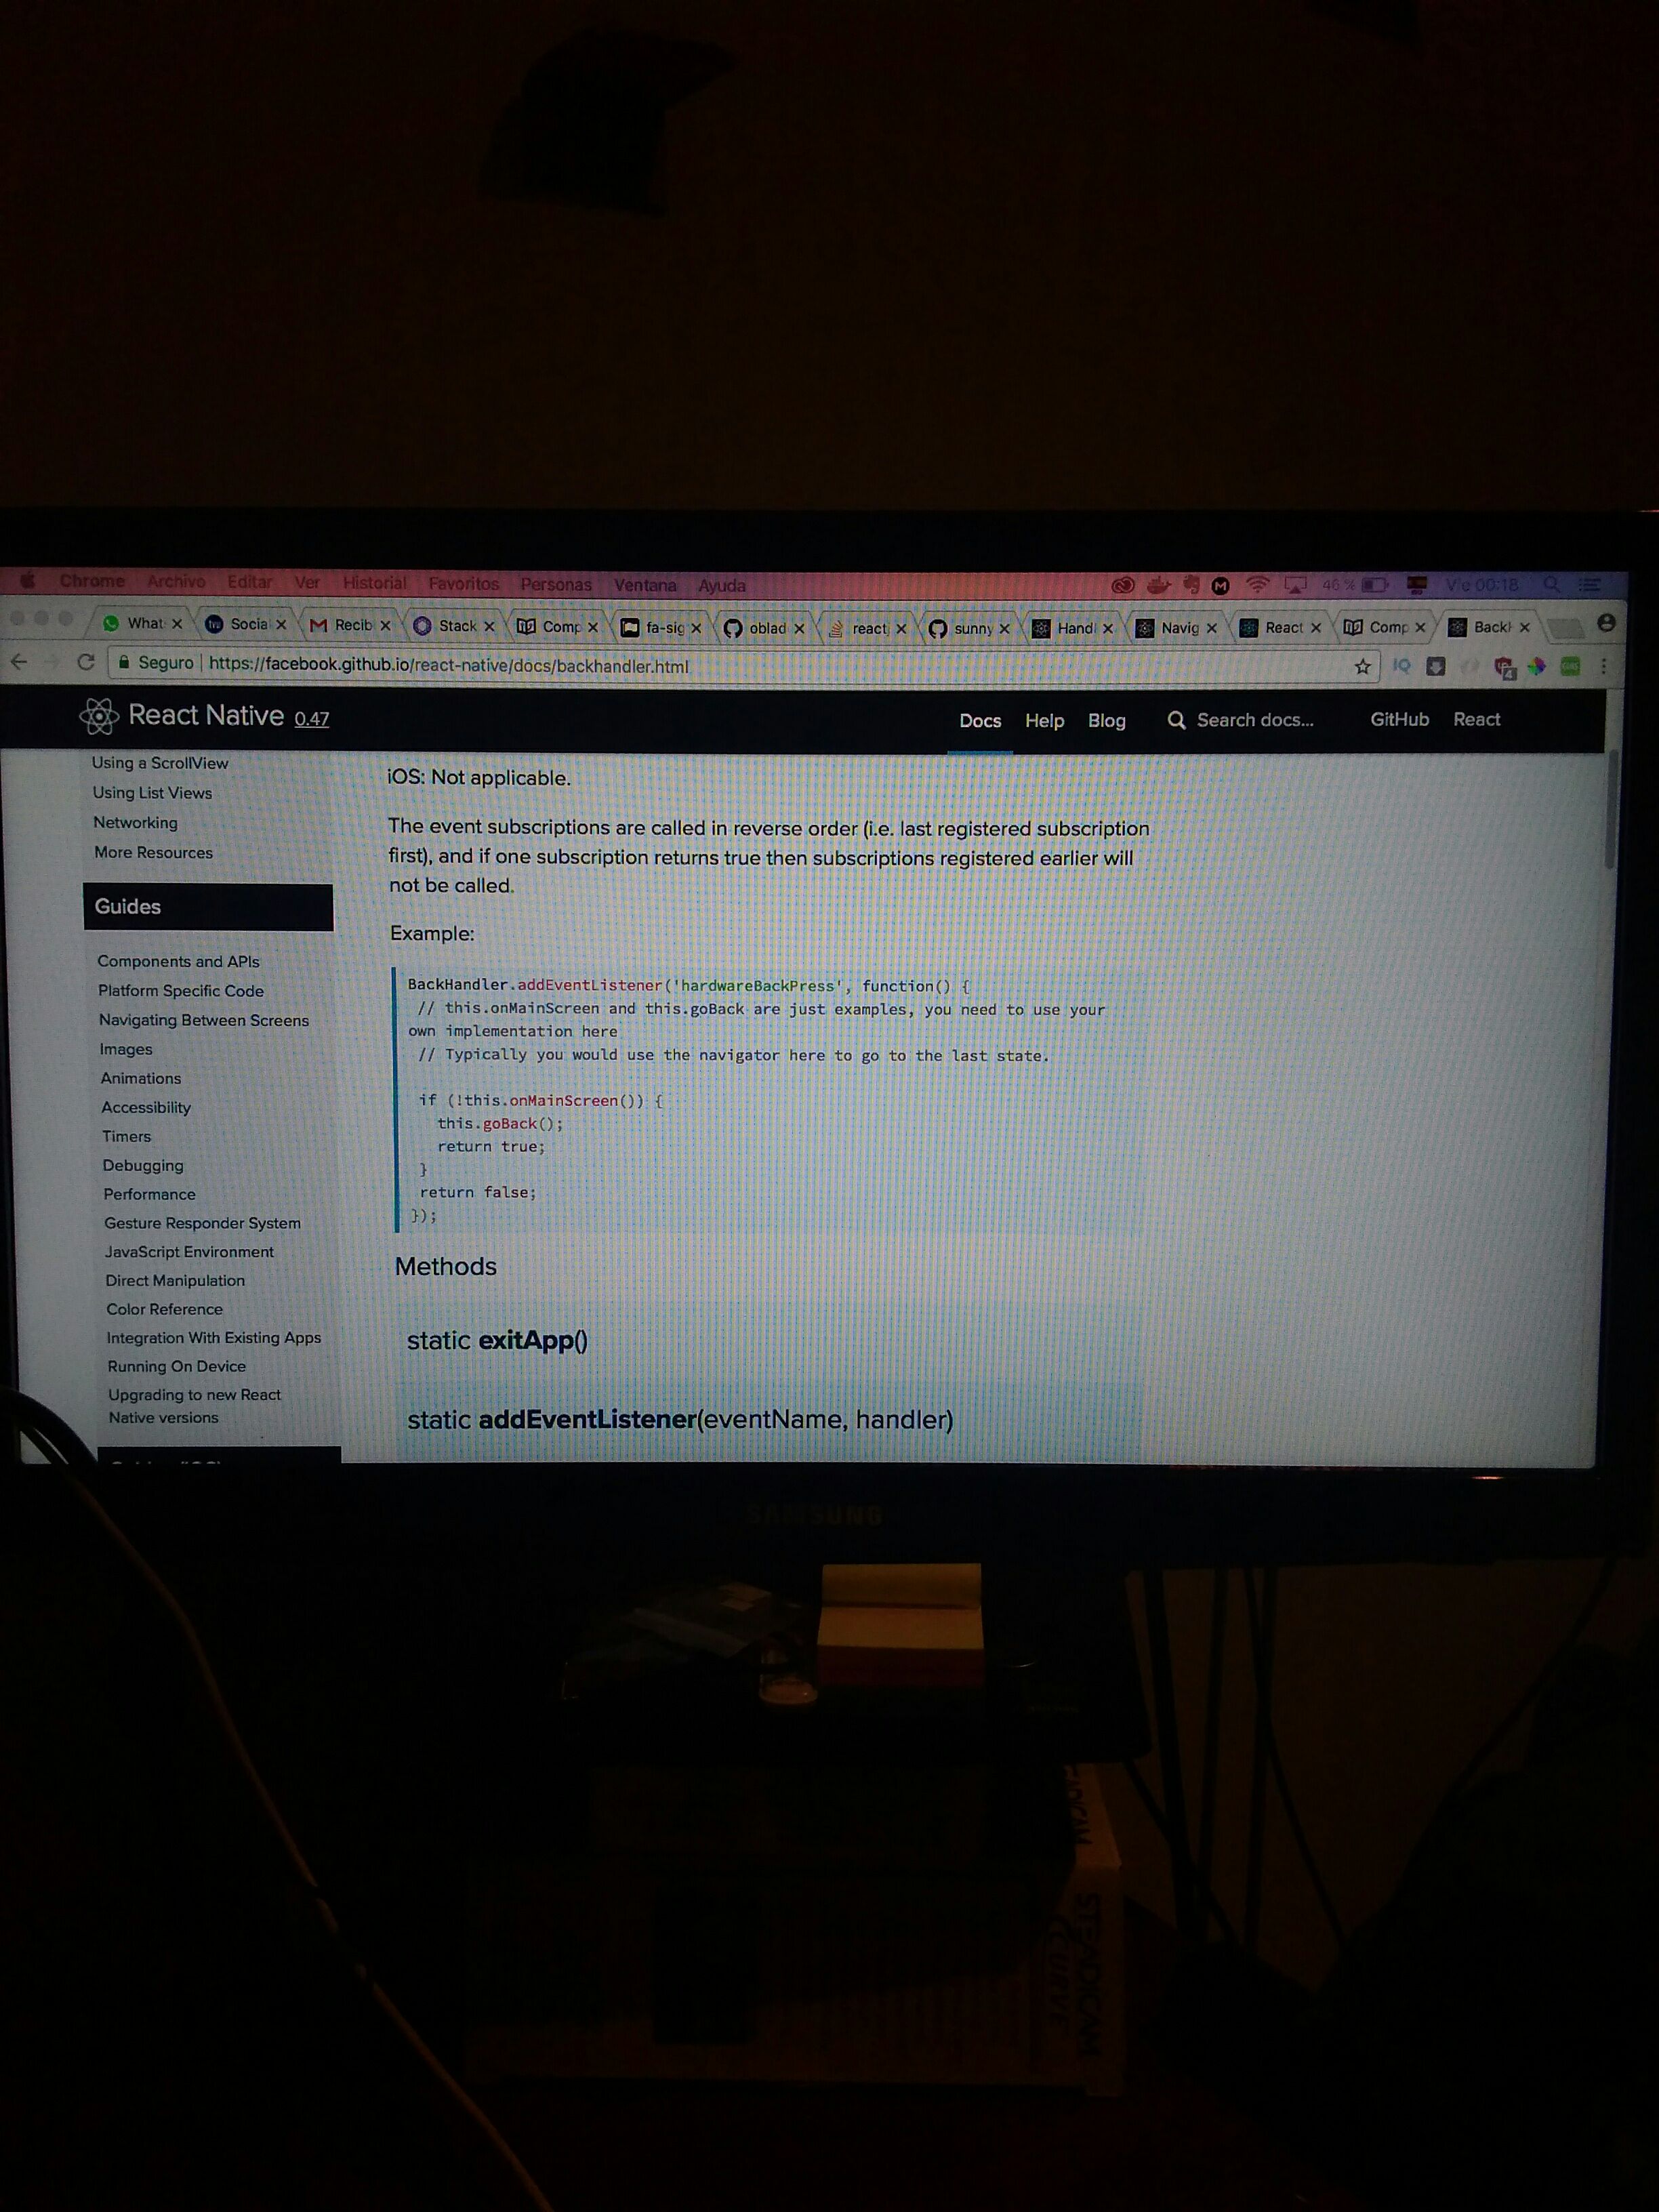 Chrome Archivo Editar Ver Historial Favoritos Personas Ventana Ayuda 46 % Vie 00:18
What Social Recib Stack Comp fa-sig oblad react sunny Handl Navig React Comp Back
Seguro https://facebook.github.io/react-native/docs/backhandler.html
React Native 0.47 Docs Help Blog Search docs... GitHub React
Using a ScrollView
Using List Views
Networking
More Resources
Guides
Components and APIs
Platform Specific Code
Navigating Between Screens
Images
Animations
Accessibility
Timers
Debugging
Performance
Gesture Responder System
JavaScript Environment
Direct Manipulation
Color Reference
Integration With Existing Apps
Running On Device
Upgrading to new React
Native versions
iOS: Not applicable.
The event subscriptions are called in reverse order (i.e. last registered subscription
first), and if one subscription returns true then subscriptions registered earlier will
not be called.
Example:
BackHandler.addEventListener('hardwareBackPress', function() {
// this.onMainScreen and this.goBack are just examples, you need to use your
own implementation here
// Typically you would use the navigator here to go to the last state.
if (!this.onMainScreen()) {
this.goBack();
return true;
}
return false;
});
Methods
static exitApp()
static addEventListener(eventName, handler)
SAMSUNG
STEADICAM
CURVE